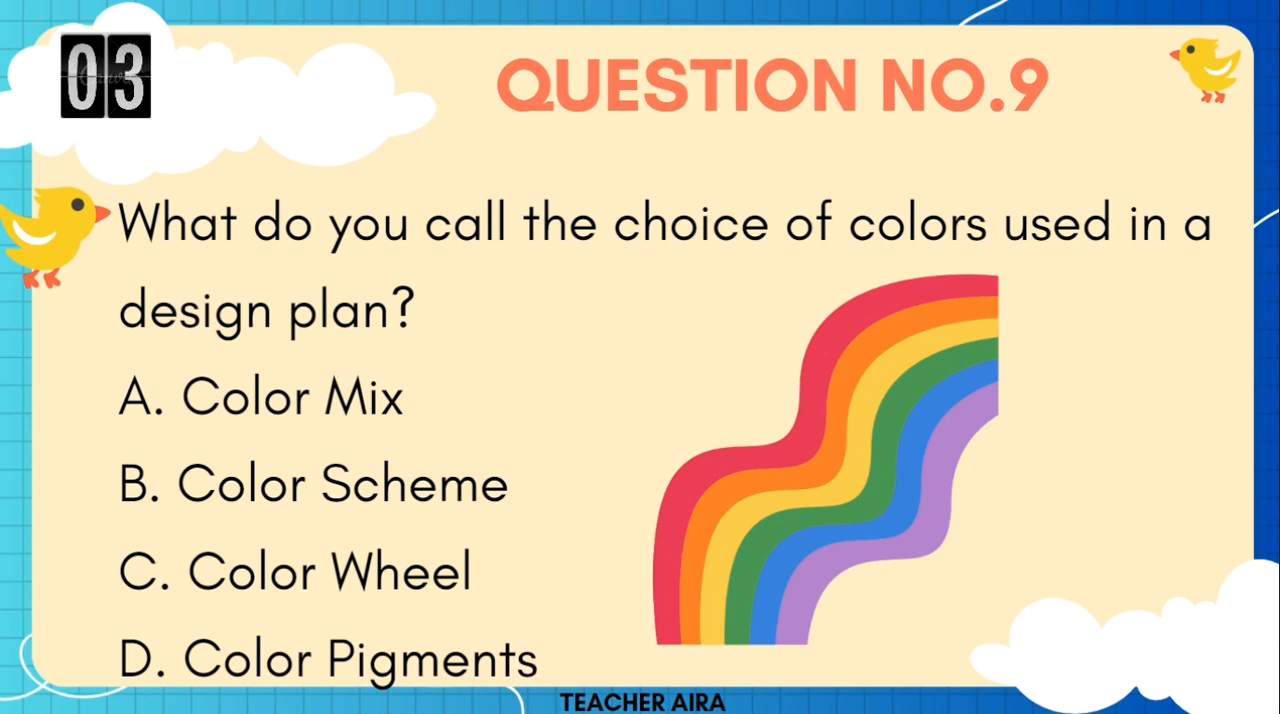 03
QUESTION NO.9
What do you call the choice of colors used in a
design plan?
A. Color Mix
B. Color Scheme
C. Color Wheel
D. Color Pigments
TEACHER AIRA